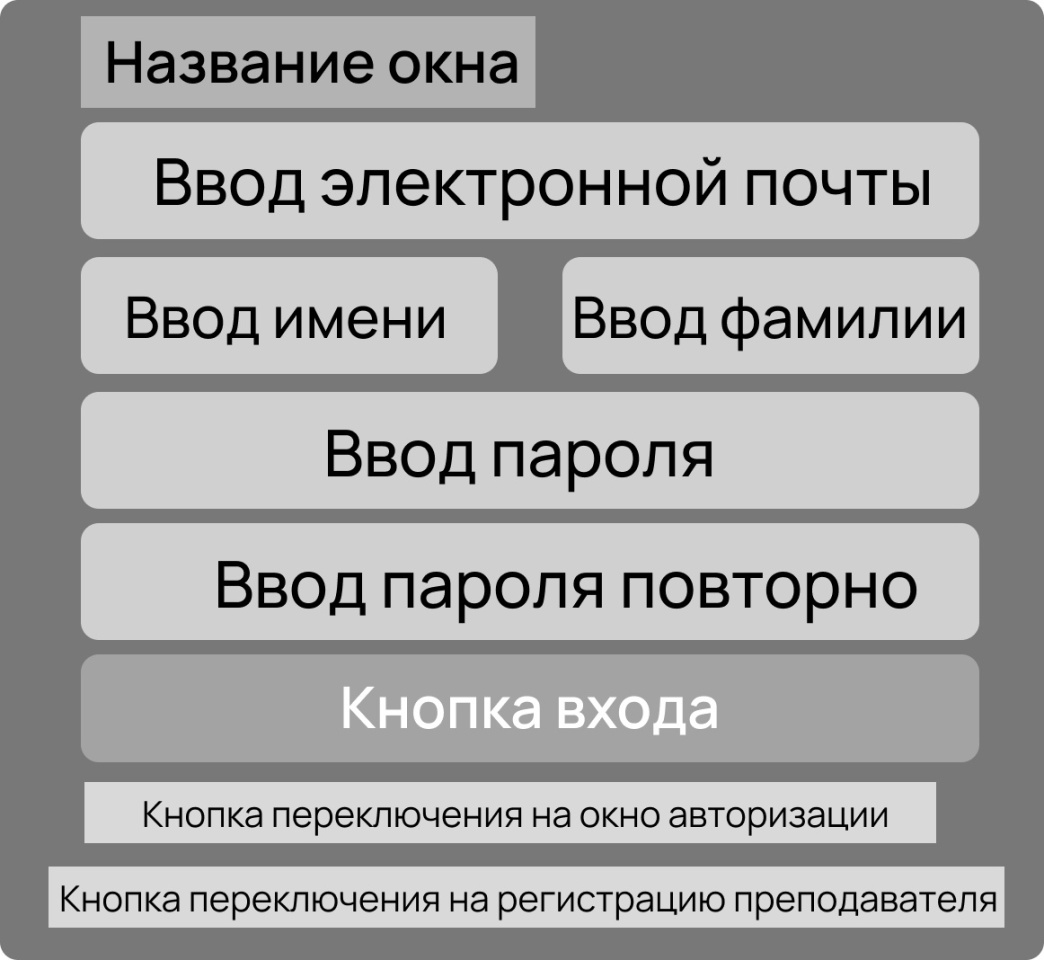 Название окна
Ввод электронной почты
Ввод имени
Ввод фамилии
Ввод пароля
Ввод пароля повторно
Кнопка входа
Кнопка переключения на окно авторизации
Кнопка переключения на регистрацию преподавателя